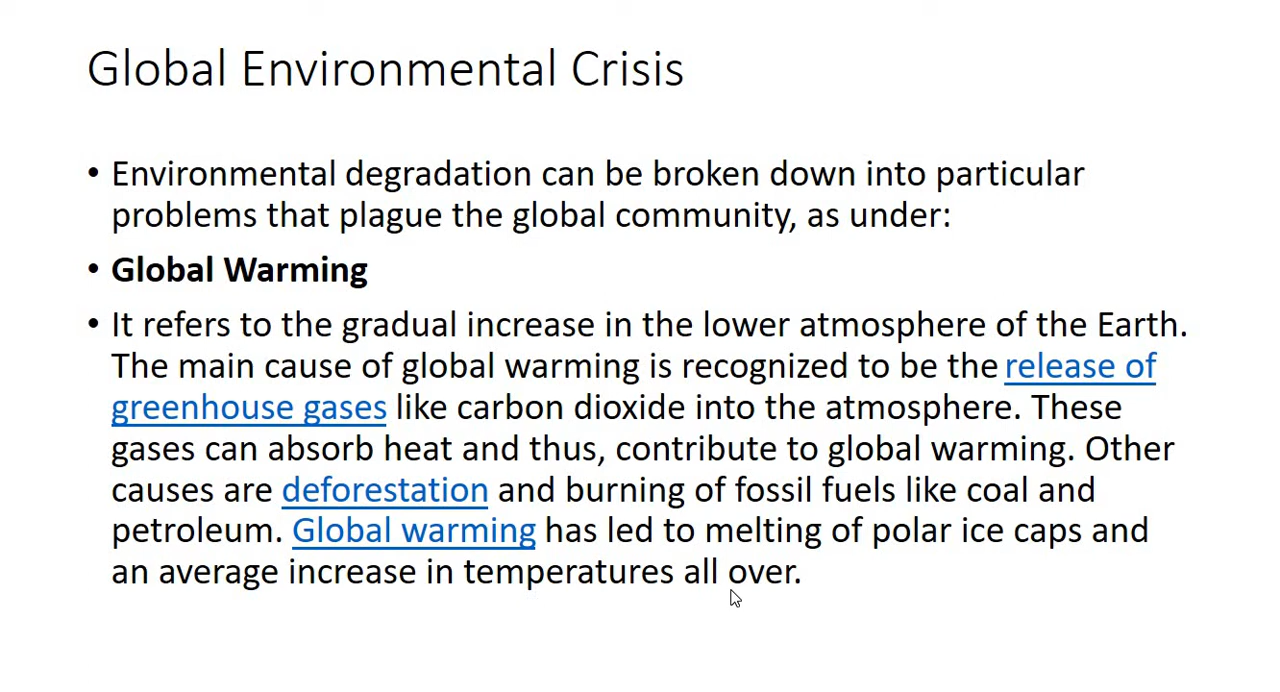 Global Environmental Crisis
• Environmental degradation can be broken down into particular
problems that plague the global community, as under:
• Global Warming
• It refers to the gradual increase in the lower atmosphere of the Earth.
The main cause of global warming is recognized to be the release of
greenhouse gases like carbon dioxide into the atmosphere. These
gases can absorb heat and thus, contribute to global warming. Other
causes are deforestation and burning of fossil fuels like coal and
petroleum. Global warming has led to melting of polar ice caps and
an average increase in temperatures all over.